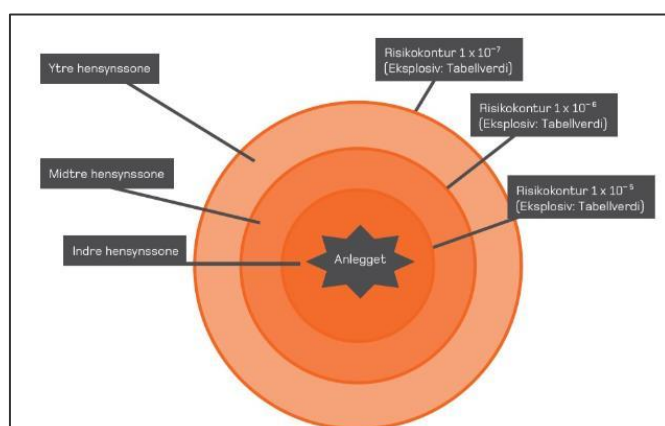 Ytre hensynssone
Midtre hensynssone
Indre hensynssone
Anlegget
Risikokontur 1 x 10⁻⁷
(Eksplosiv: Tabellverdi)
Risikokontur 1 x 10⁻⁶
(Eksplosiv: Tabellverdi)
Risikokontur 1 x 10⁻⁵
(Eksplosiv: Tabellverdi)